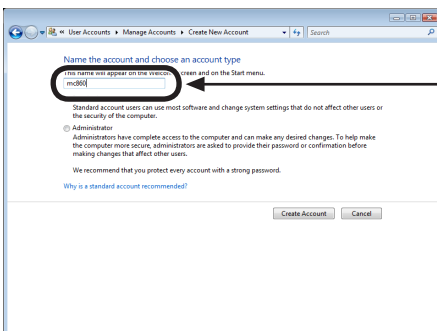 « User Accounts ▸ Manage Accounts ▸ Create New Account
Search
Name the account and choose an account type
This name will appear on the Welcome screen and on the Start menu.
mc860
Standard account users can use most software and change system settings that do not affect other users or
the security of the computer.
Administrator
Administrators have complete access to the computer and can make any desired changes. To help make
the computer more secure, administrators are asked to provide their password or confirmation before
making changes that affect other users.
We recommend that you protect every account with a strong password.
Why is a standard account recommended?
Create Account
Cancel